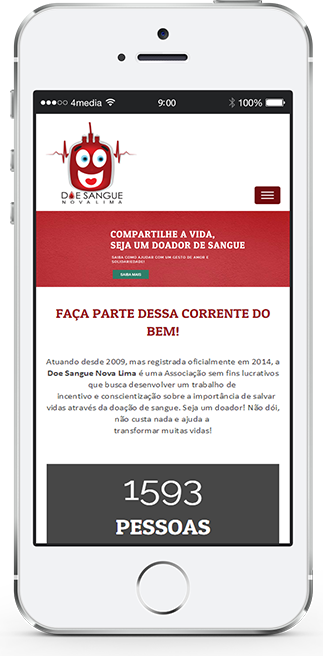 4media 9:00 100%
DOE SANGUE
NOVA LIMA
COMPARTILHE A VIDA,
SEJA UM DOADOR DE SANGUE
SAIBA COMO AJUDAR COM UM GESTO DE AMOR E
SOLIDARIEDADE!
SAIBA MAIS
FAÇA PARTE DESSA CORRENTE DO
BEM!
Atuando desde 2009, mas registrada oficialmente em 2014, a
Doe Sangue Nova Lima é uma Associação sem fins lucrativos
que busca desenvolver um trabalho de
incentivo e conscientização sobre a importância de salvar
vidas através da doação de sangue. Seja um doador! Não dói,
não custa nada e ajuda a
transformar muitas vidas!
1593
PESSOAS